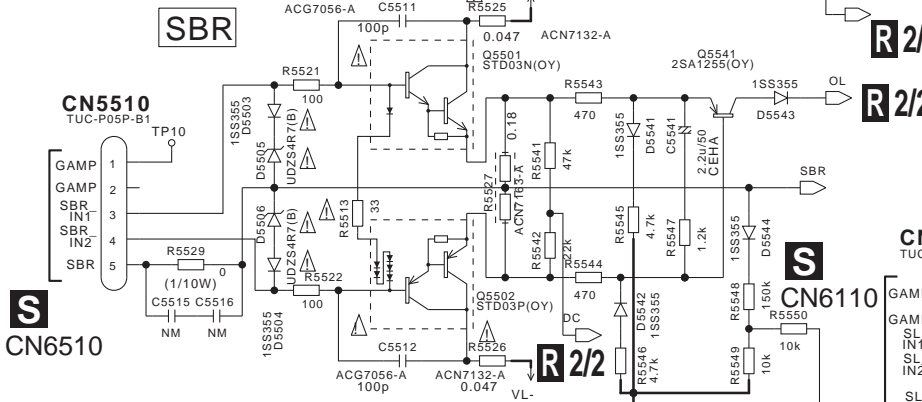 SBR
ACG7056-A
C5511
100p
R5525
0.047
ACN7132-A
Q5501
STD03N(OY)
R5521
100
CN5510
TUC-P05P-B1
TP10
1SS355
D5503
D5505
UDZS4R7(B)
GAMP 1
GAMP 2
SBR_
IN1 3
SBR_
IN2 4
SBR 5
R5529
0
(1/10W)
C5515 C5516
NM NM
S
CN6510
D5506
UDZS4R7(B)
1SS355
D5504
R5522
100
R5513
33
Q5502
STD03P(OY)
C5512
ACG7056-A
100p
R5526
ACN7132-A
0.047
VL-
0.18
R5527
ACN7163-A
R5541
47k
R5542
22k
DC
R 2/2
R5543
470
R5544
470
1SS355
D5541
C5541
2.2u/50
CEHA
R5545
4.7k
R5547
1.2k
D5542
1SS355
R5546
4.7k
Q5541
2SA1255(OY)
1SS355
D5543
OL
R 2/
R 2/2
SBR
1SS355
D5544
R5548
150k
R5549
10k
R5550
10k
S
CN6110
CN
TUC
GAM
GAM
SL
IN1
SL
IN2
SL